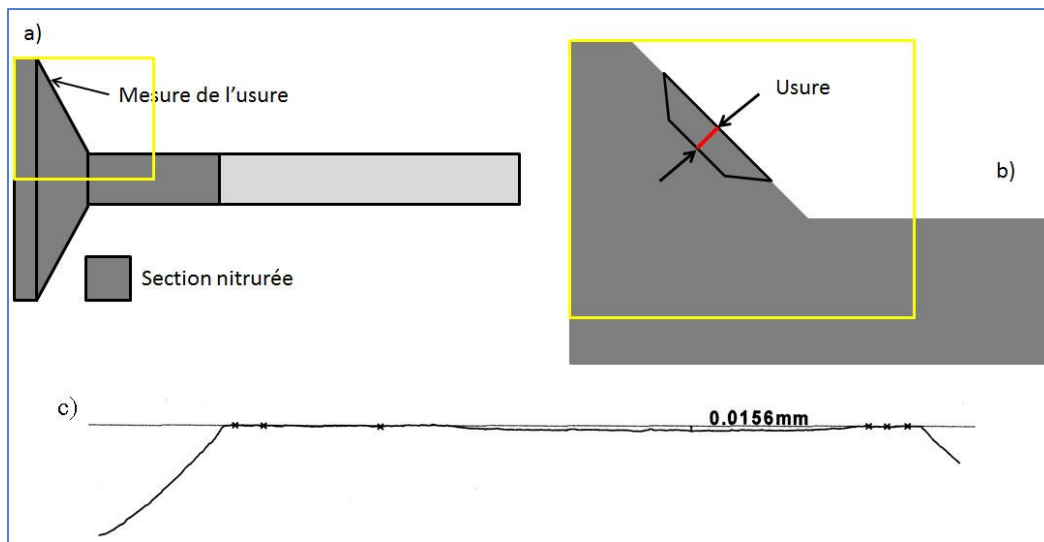 a)
Mesure de l’usure
Section nitrurée
Usure
b)
c)
0.0156mm